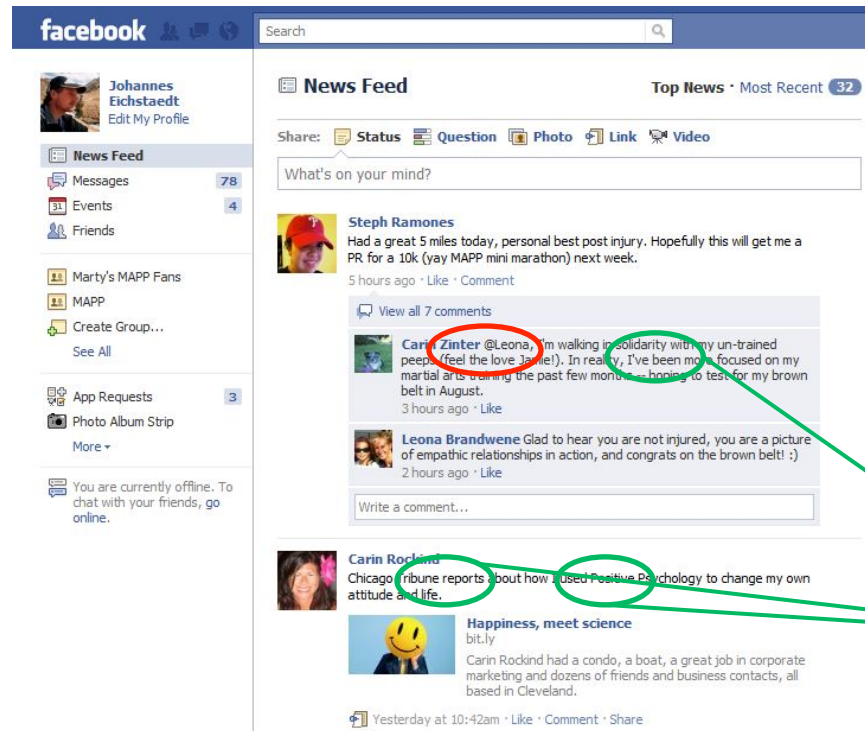 facebook
Search
Johannes
Eichstaedt
Edit My Profile
News Feed
Messages 78
31 Events 4
Friends
Marty's MAPP Fans
MAPP
Create Group...
See All
App Requests 3
Photo Album Strip
More
You are currently offline. To
chat with your friends, go
online.
News Feed Top News · Most Recent 32
Share: Status Question Photo Link Video
What's on your mind?
Steph Ramones
Had a great 5 miles today, personal best post injury. Hopefully this will get me a
PR for a 10k (yay MAPP mini marathon) next week.
5 hours ago · Like · Comment
View all 7 comments
Carin Zinter @Leona, I'm walking in solidarity with my un-trained
peeps (feel the love Jamie!). In reality, I've been more focused on my
martial arts training the past few months -- hoping to test for my brown
belt in August.
3 hours ago · Like
Leona Brandwene Glad to hear you are not injured, you are a picture
of empathic relationships in action, and congrats on the brown belt! :)
2 hours ago · Like
Write a comment...
Carin Rockind
Chicago Tribune reports about how I used Positive Psychology to change my own
attitude and life.
Happiness, meet science
bit.ly
Carin Rockind had a condo, a boat, a great job in corporate
marketing and dozens of friends and business contacts, all
based in Cleveland.
Yesterday at 10:42am · Like · Comment · Share